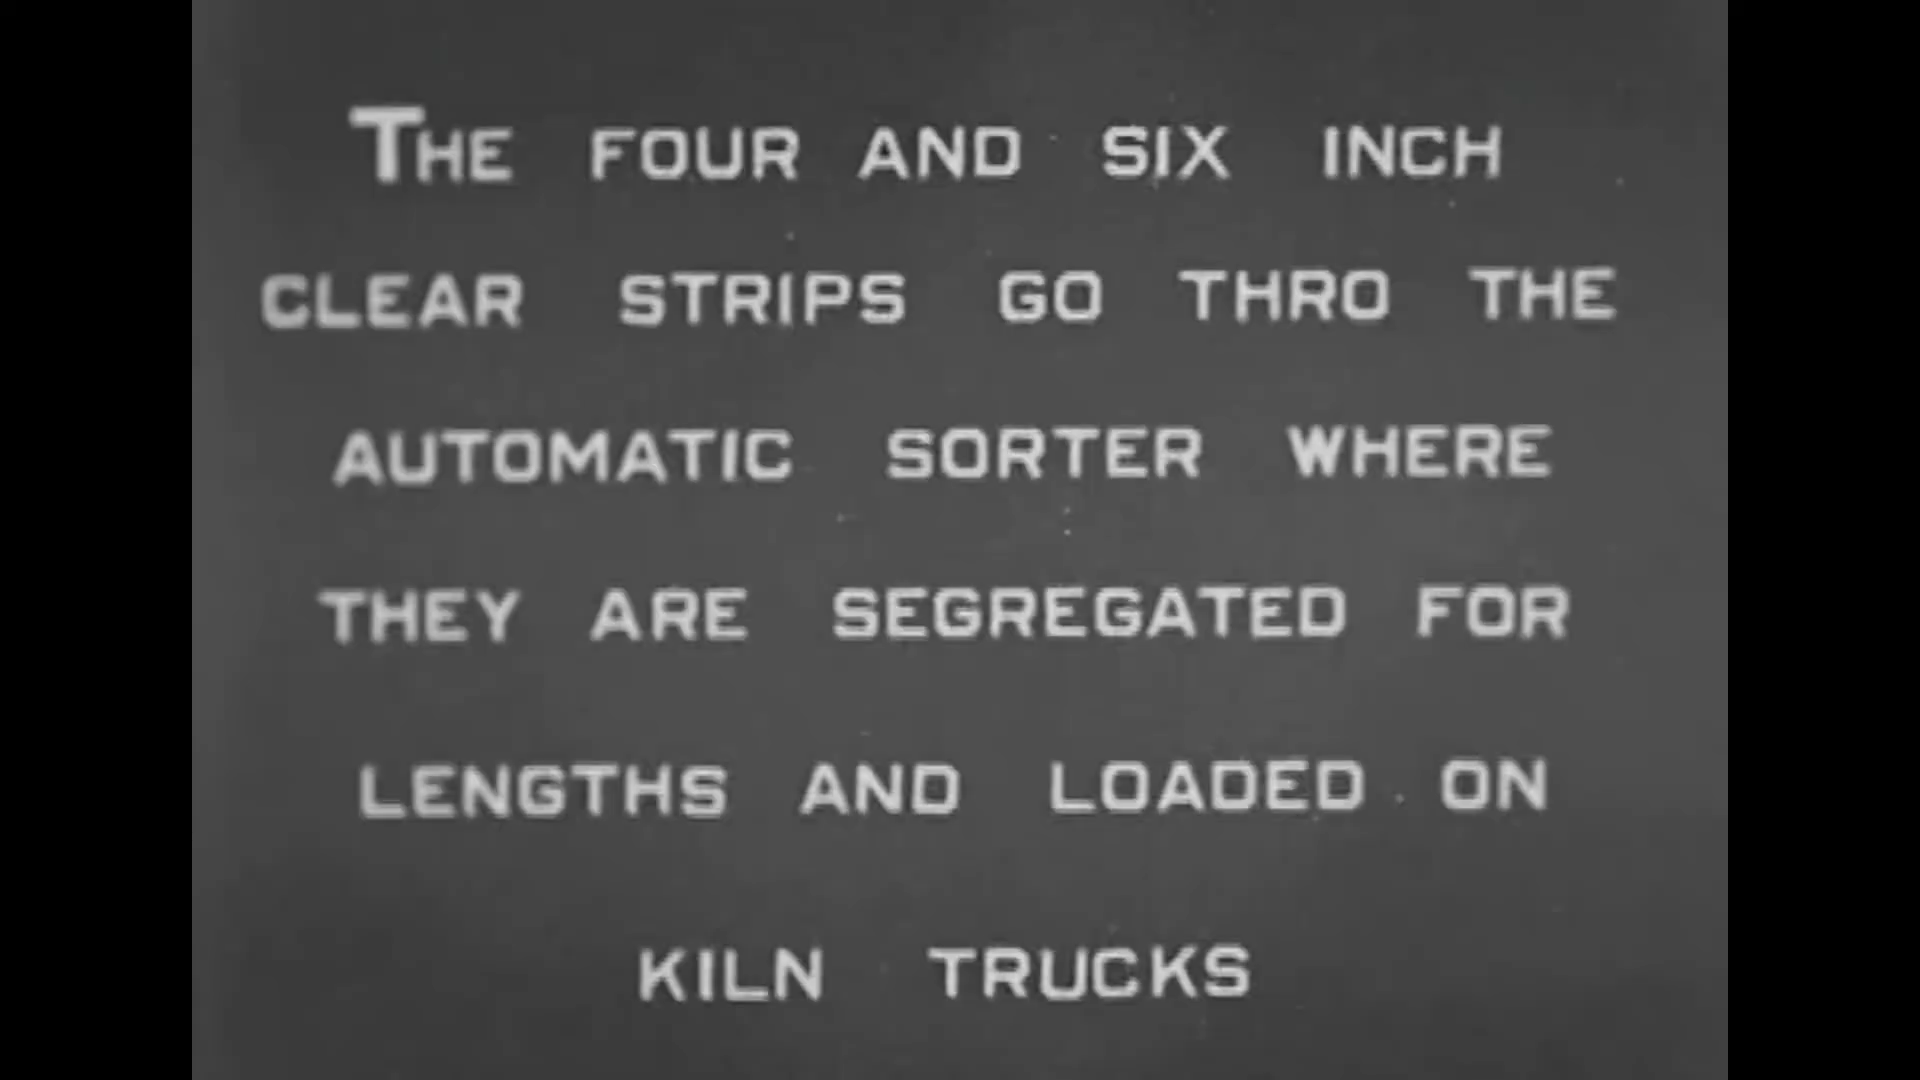 THE FOUR AND SIX INCH
CLEAR STRIPS GO THRO THE
AUTOMATIC SORTER WHERE
THEY ARE SEGREGATED FOR
LENGTHS AND LOADED ON
KILN TRUCKS